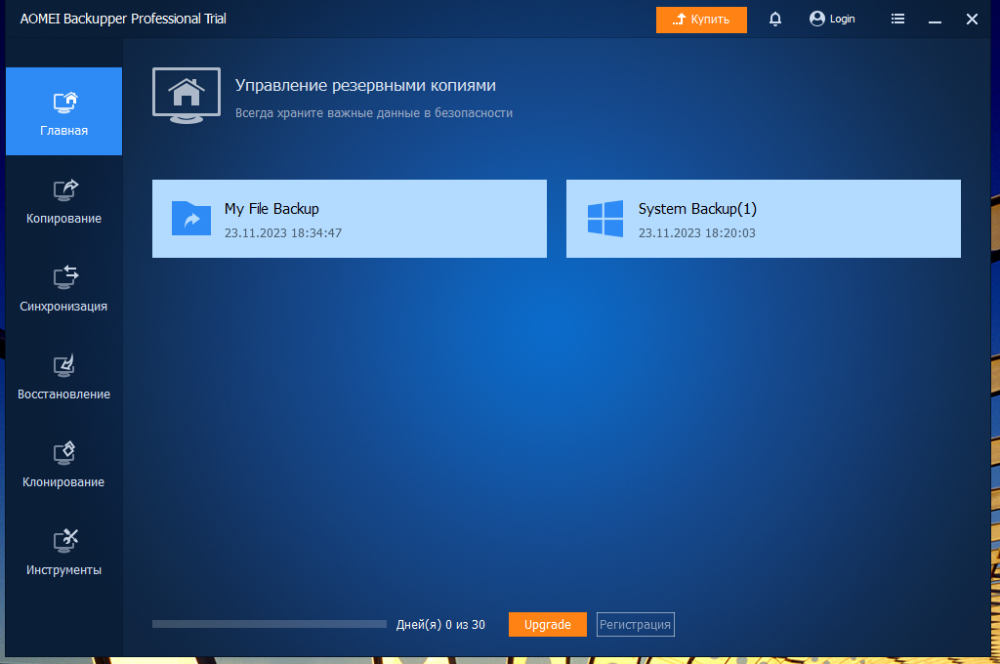 AOMEI Backupper Professional Trial
Купить
Login
Главная
Копирование
Синхронизация
Восстановление
Клонирование
Инструменты
Управление резервными копиями
Всегда храните важные данные в безопасности
My File Backup
23.11.2023 18:34:47
System Backup(1)
23.11.2023 18:20:03
Дней(я) 0 из 30
Upgrade
Регистрация